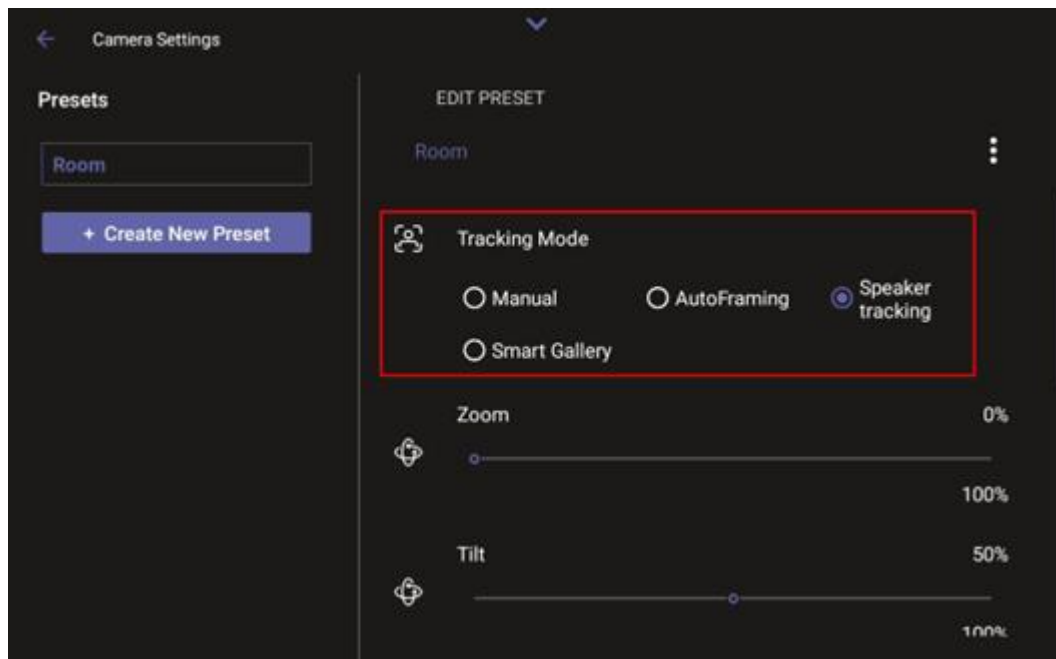 Camera Settings
Presets
Room
+ Create New Preset
EDIT PRESET
Room
Tracking Mode
Manual
AutoFraming
Speaker
tracking
Smart Gallery
Zoom
0%
100%
Tilt
50%
100%